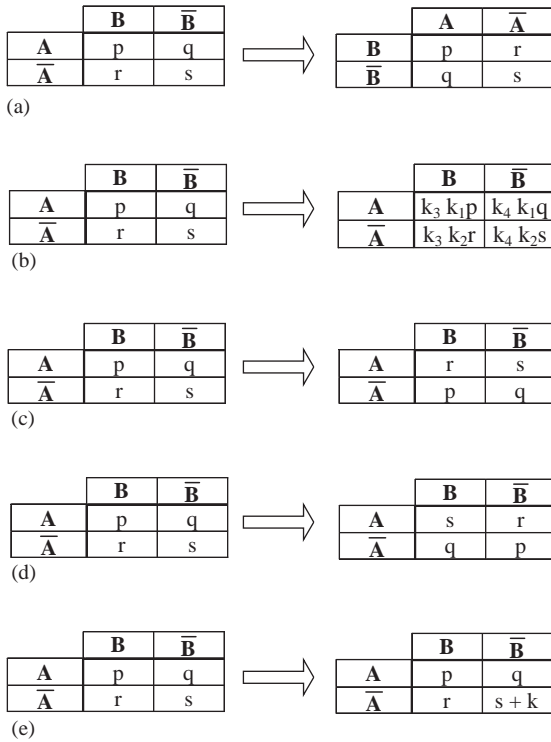 B B̅ A A̅
A p q B p r
A̅ r s B̅ q s
(a)
B B̅ B B̅
A p q A k₃ k₁p k₄ k₁q
A̅ r s A̅ k₃ k₂r k₄ k₂s
(b)
B B̅ B B̅
A p q A r s
A̅ r s A̅ p q
(c)
B B̅ B B̅
A p q A s r
A̅ r s A̅ q p
(d)
B B̅ B B̅
A p q A p q
A̅ r s A̅ r s + k
(e)